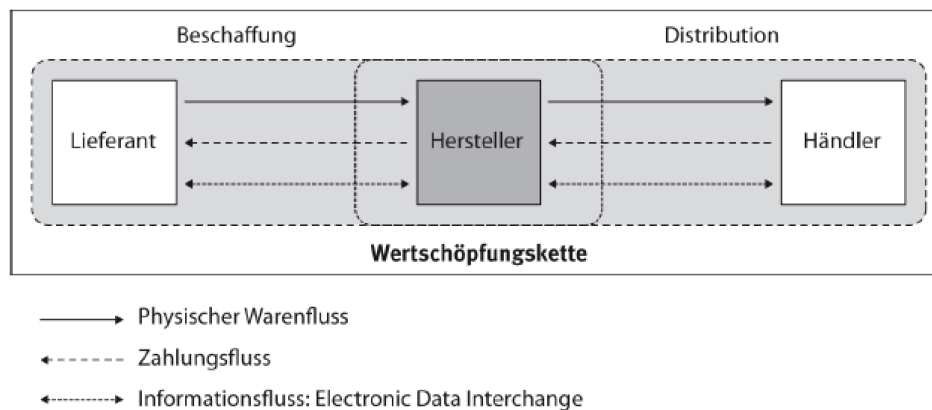 Beschaffung Distribution
Lieferant Hersteller Händler
Wertschöpfungskette
Physischer Warenfluss
Zahlungsfluss
Informationsfluss: Electronic Data Interchange